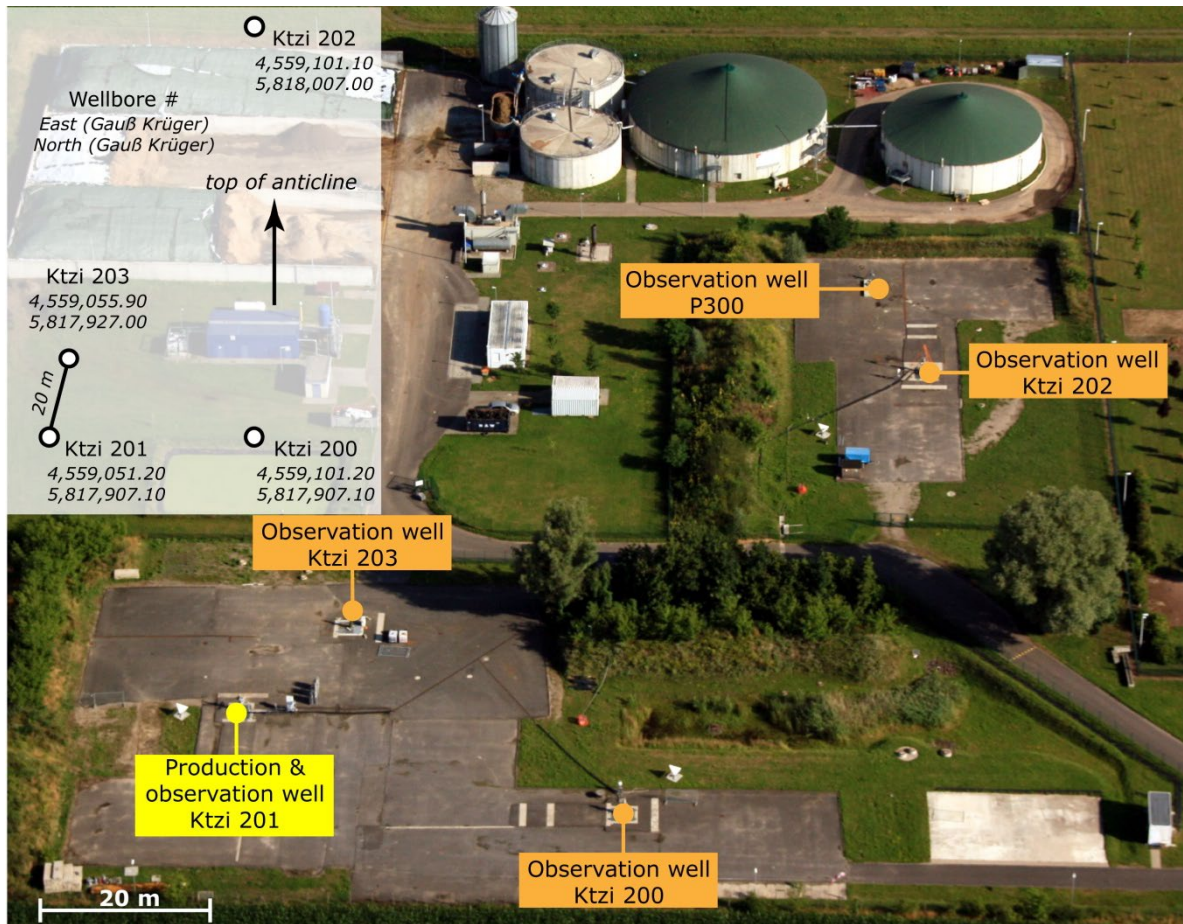 Ktzi 202
4,559,101.10
5,818,007.00
Wellbore #
East (Gauß Krüger)
North (Gauß Krüger)
top of anticline
Ktzi 203
4,559,055.90
5,817,927.00
20 m
Ktzi 201
4,559,051.20
5,817,907.10
Ktzi 200
4,559,101.20
5,817,907.10
Observation well
P300
Observation well
Ktzi 202
Observation well
Ktzi 203
Production &
observation well
Ktzi 201
Observation well
Ktzi 200
20 m